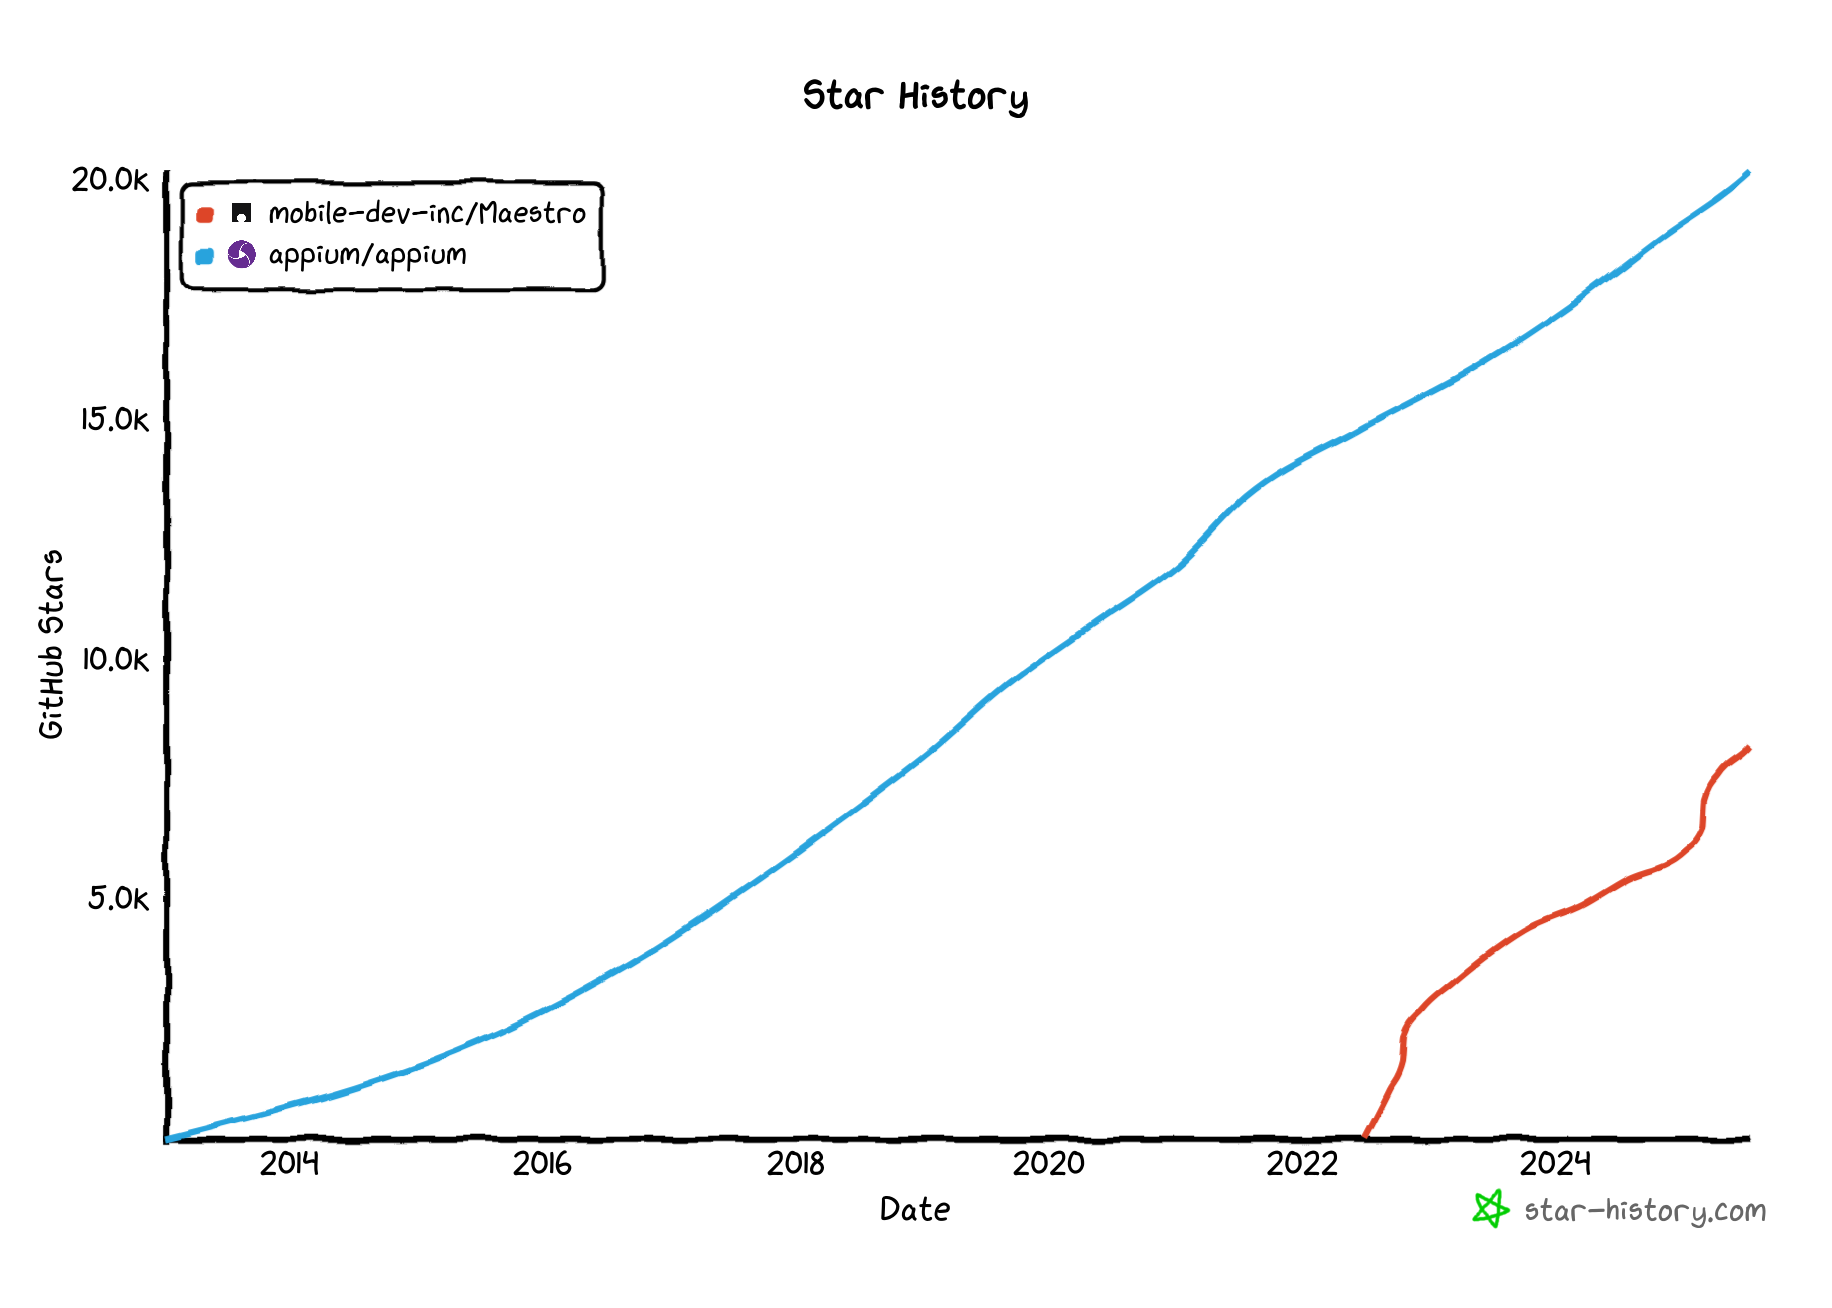 Star History
20.0K
mobile-dev-inc/Maestro
appium/appium
15.0K
10.0K
5.0K
GitHub Stars
2014 2016 2018 2020 2022 2024
Date
star-history.com